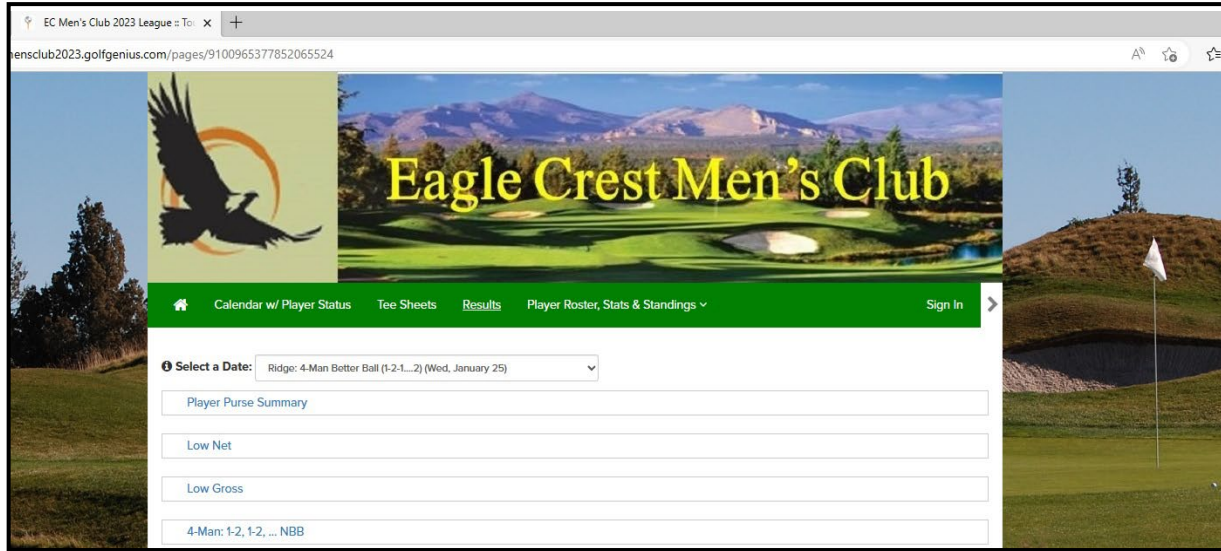 EC Men's Club 2023 League :: To
mensclub2023.golfgenius.com/pages/9100965377852065524
Eagle Crest Men's Club
Calendar w/ Player Status Tee Sheets Results Player Roster, Stats & Standings Sign In
Select a Date: Ridge: 4-Man Better Ball (1-2-1....2) (Wed, January 25)
Player Purse Summary
Low Net
Low Gross
4-Man: 1-2, 1-2, ... NBB